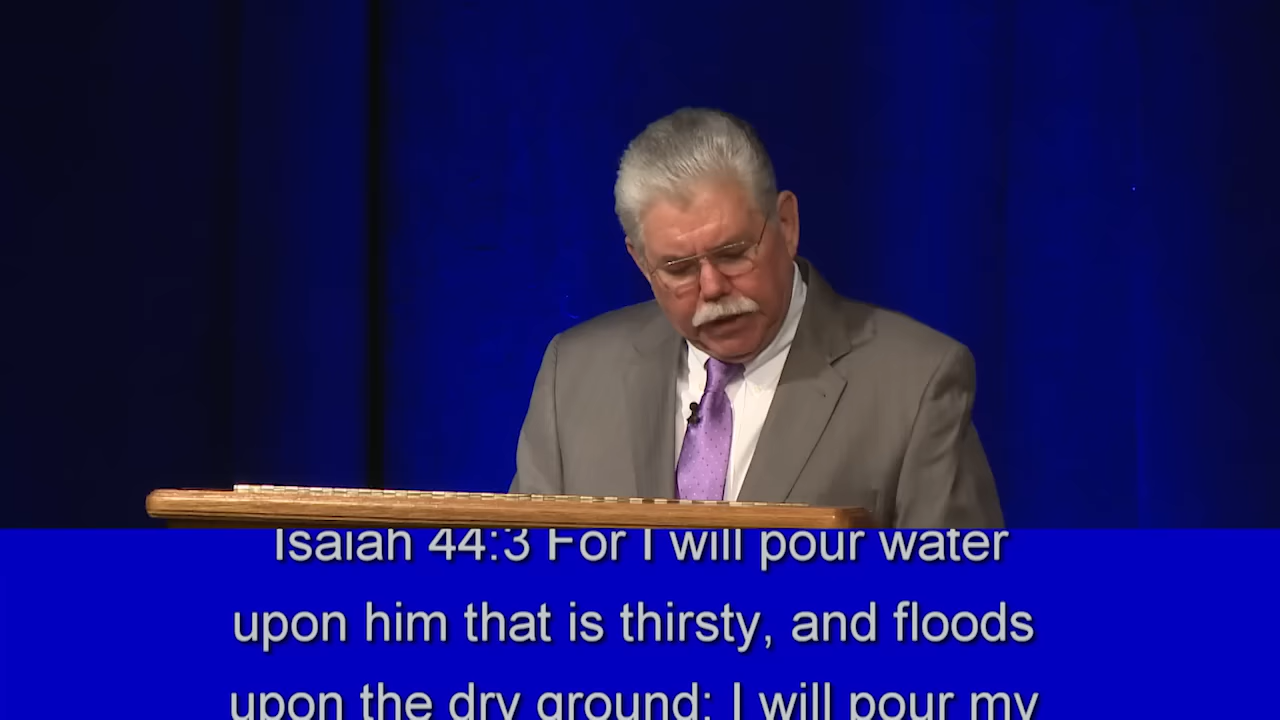 Isaiah 44:3 For I will pour water
upon him that is thirsty, and floods
upon the dry ground: I will pour my